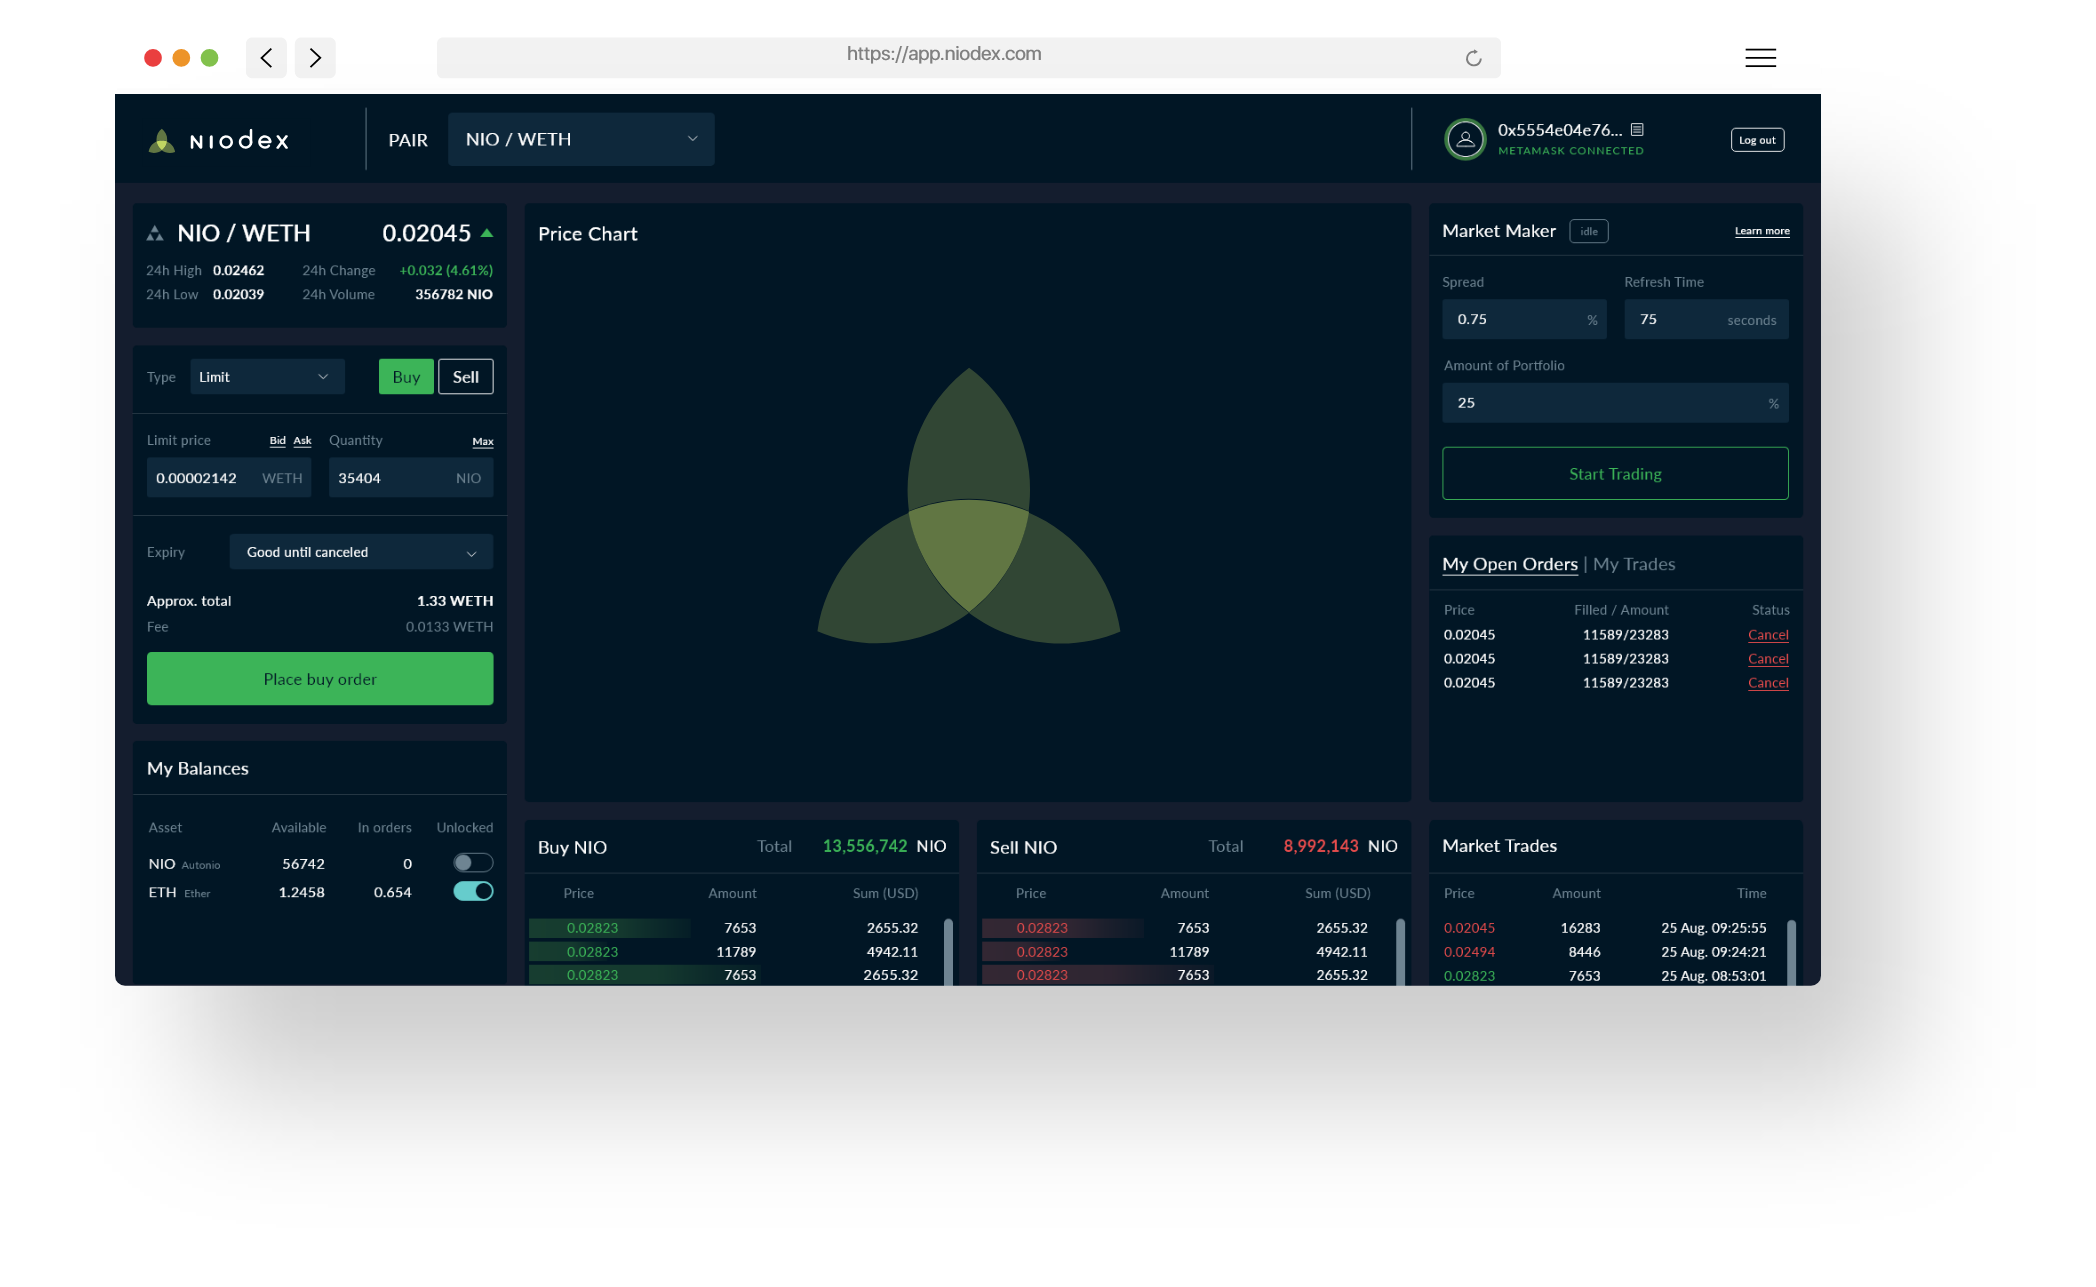 https://app.niodex.com
NIODEX
PAIR
NIO / WETH
0x5554e04e76...
METAMASK CONNECTED
Log out
NIO / WETH 0.02045
24h High 0.02462 24h Change +0.032 (4.61%)
24h Low 0.02039 24h Volume 356782 NIO
Type Limit Buy Sell
Limit price Bid Ask Quantity Max
0.00002142 WETH 35404 NIO
Expiry Good until canceled
Approx. total 1.33 WETH
Fee 0.0133 WETH
Place buy order
My Balances
Asset Available In orders Unlocked
NIO Autonio 56742 0
ETH Ether 1.2458 0.654
Price Chart
Buy NIO Total 13,556,742 NIO
Price Amount Sum (USD)
0.02823 7653 2655.32
0.02823 11789 4942.11
0.02823 7653 2655.32
Sell NIO Total 8,992,143 NIO
Price Amount Sum (USD)
0.02823 7653 2655.32
0.02823 11789 4942.11
0.02823 7653 2655.32
Market Maker idle Learn more
Spread Refresh Time
0.75 % 75 seconds
Amount of Portfolio
25 %
Start Trading
My Open Orders | My Trades
Price Filled / Amount Status
0.02045 11589/23283 Cancel
0.02045 11589/23283 Cancel
0.02045 11589/23283 Cancel
Market Trades
Price Amount Time
0.02045 16283 25 Aug. 09:25:55
0.02494 8446 25 Aug. 09:24:21
0.02823 7653 25 Aug. 08:53:01